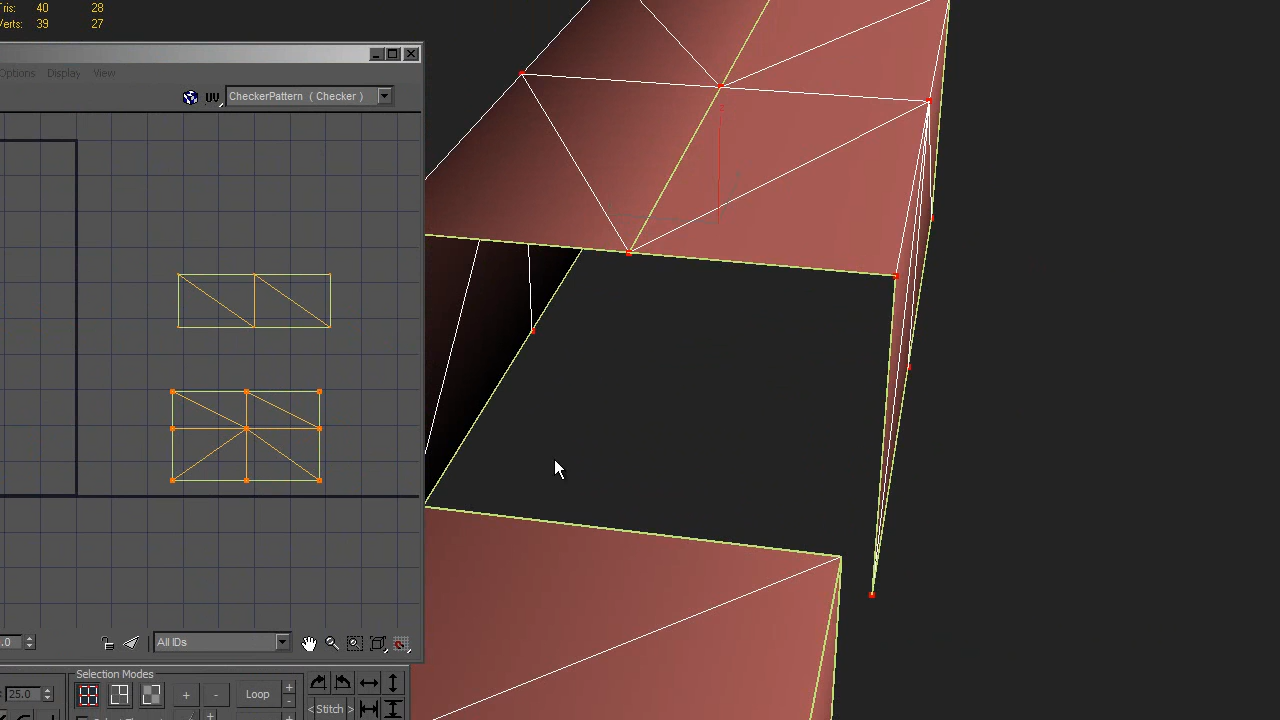 Tris: 40 28
Verts: 39 27
Options Display View
UV CheckerPattern ( Checker )
.0 All IDs
Selection Modes
25.0 + - Loop + -
< Stitch >